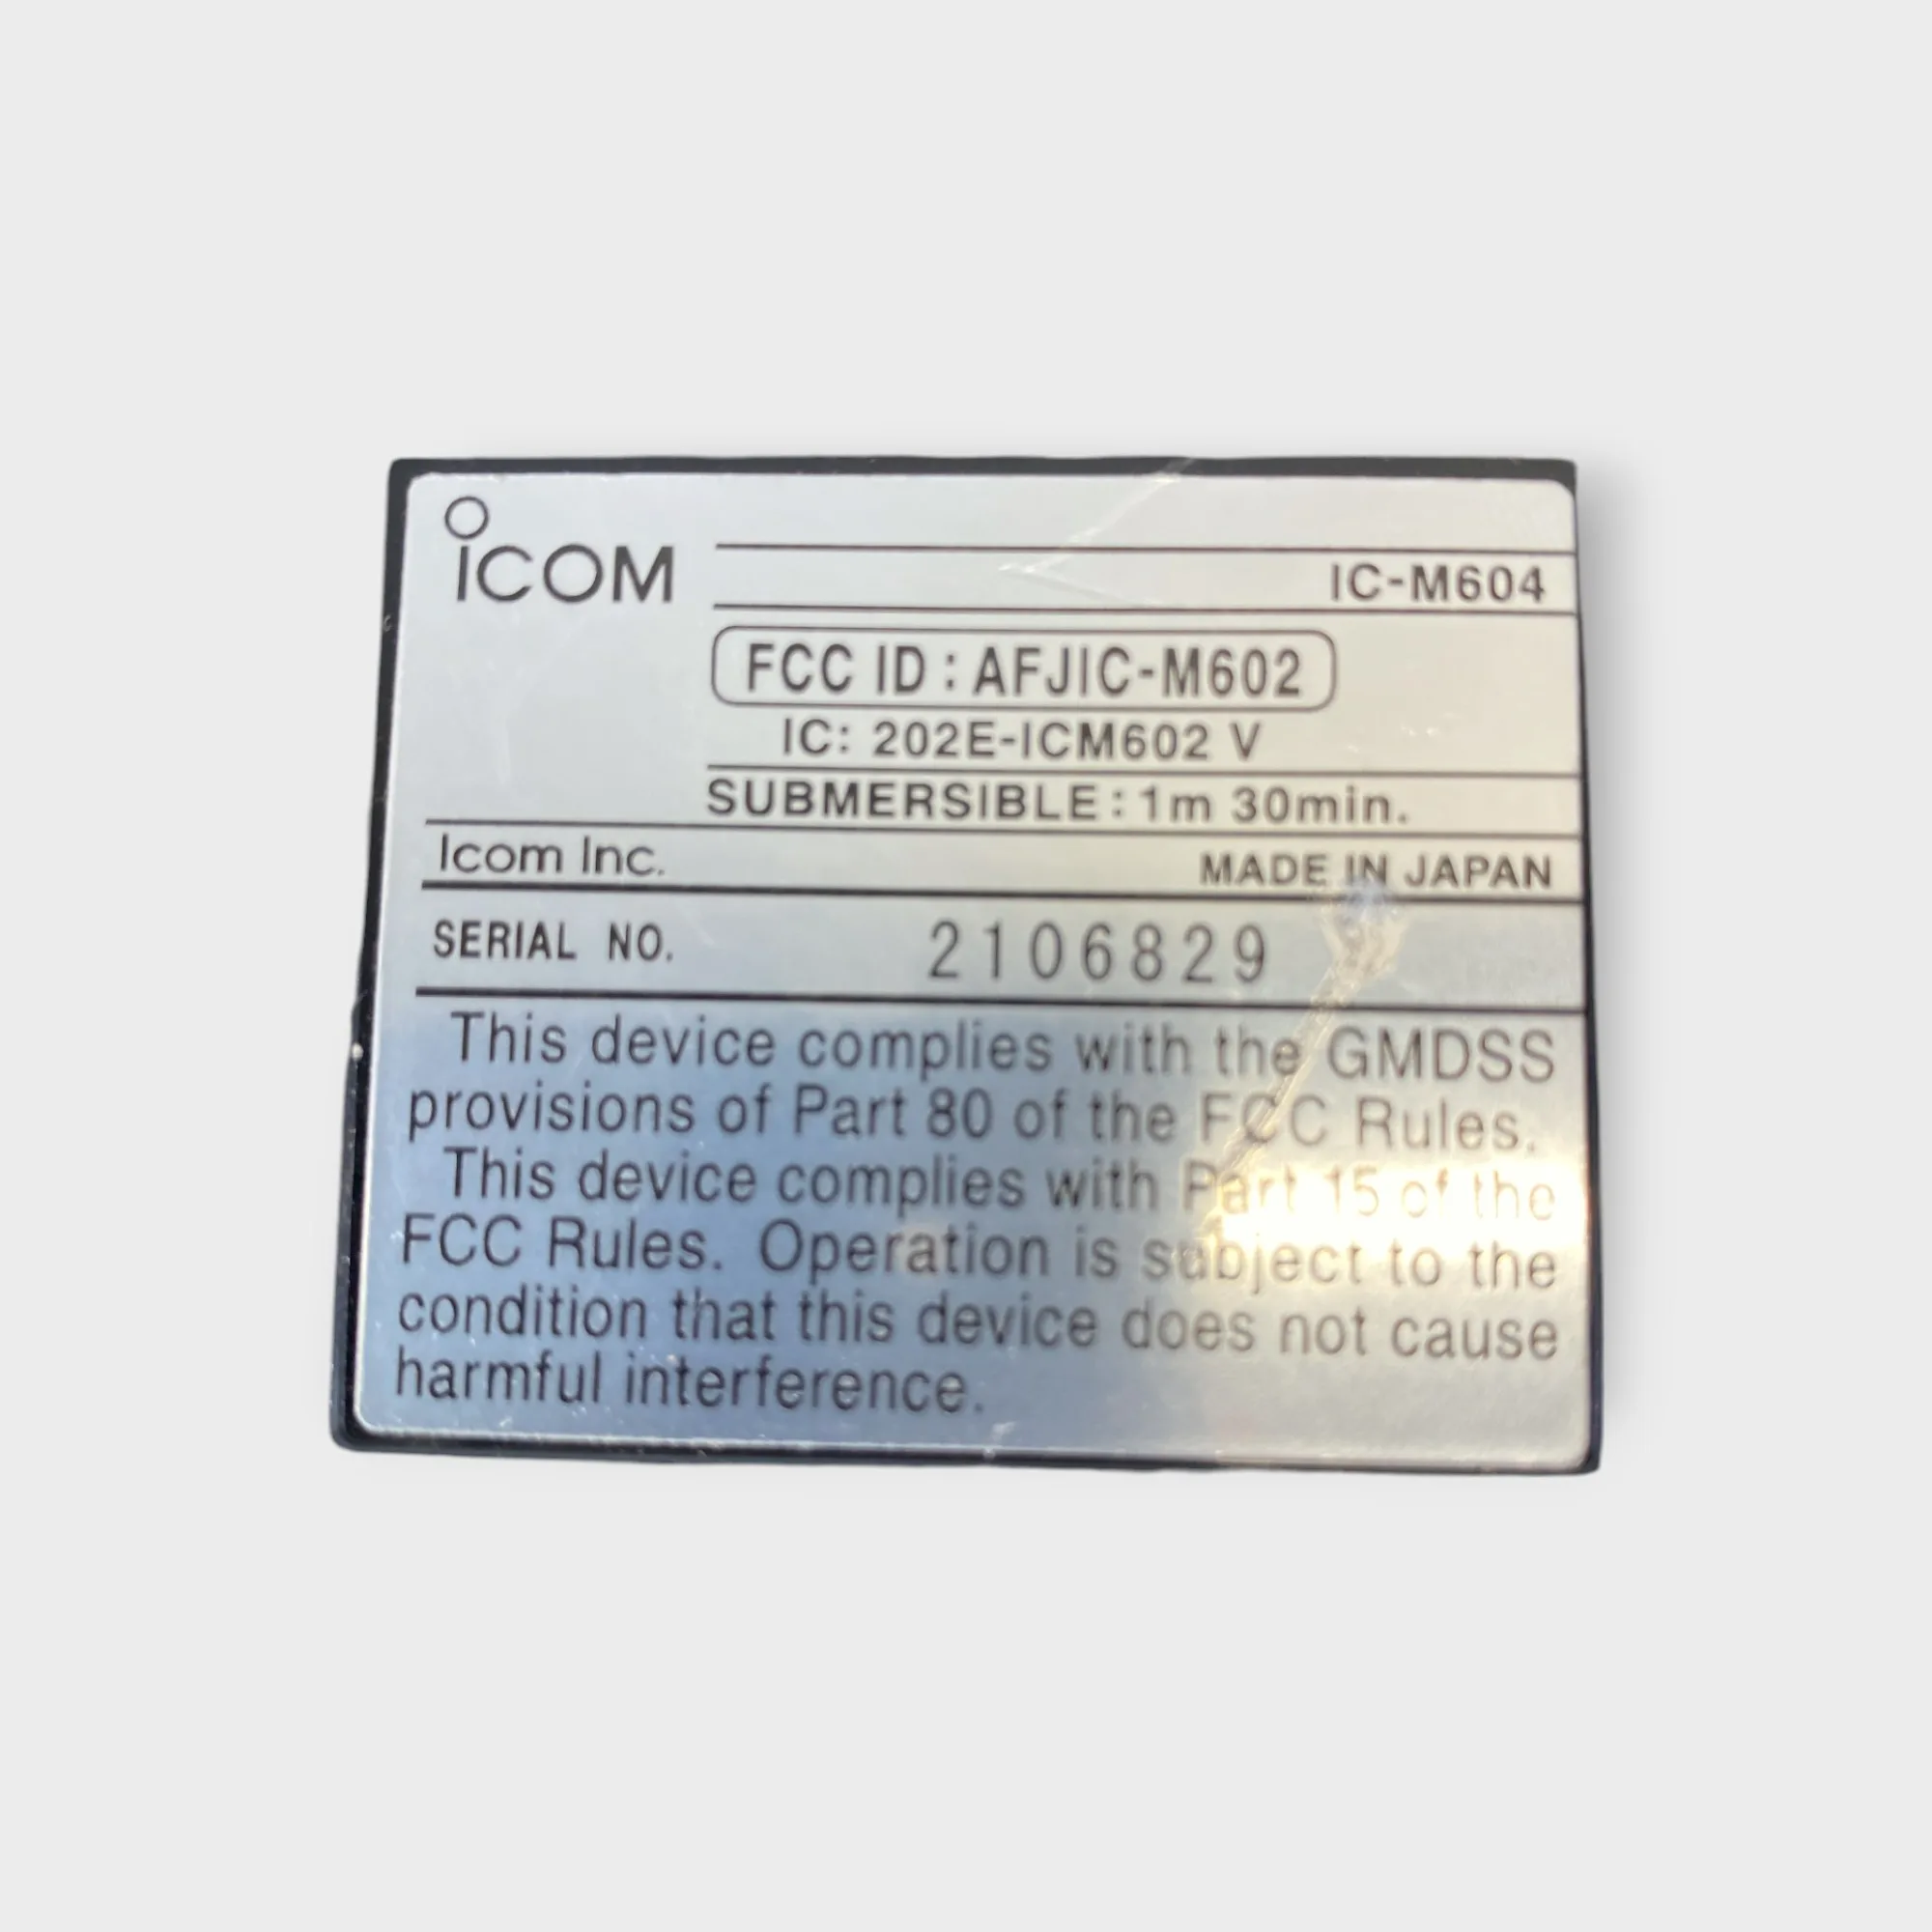 ICOM
IC-M604
FCC ID : AFJIC-M602
IC: 202E-ICM602 V
SUBMERSIBLE : 1m 30min.
Icom Inc. MADE IN JAPAN
SERIAL NO. 2106829
This device complies with the GMDSS
provisions of Part 80 of the FCC Rules.
This device complies with Part 15 of the
FCC Rules. Operation is subject to the
condition that this device does not cause
harmful interference.